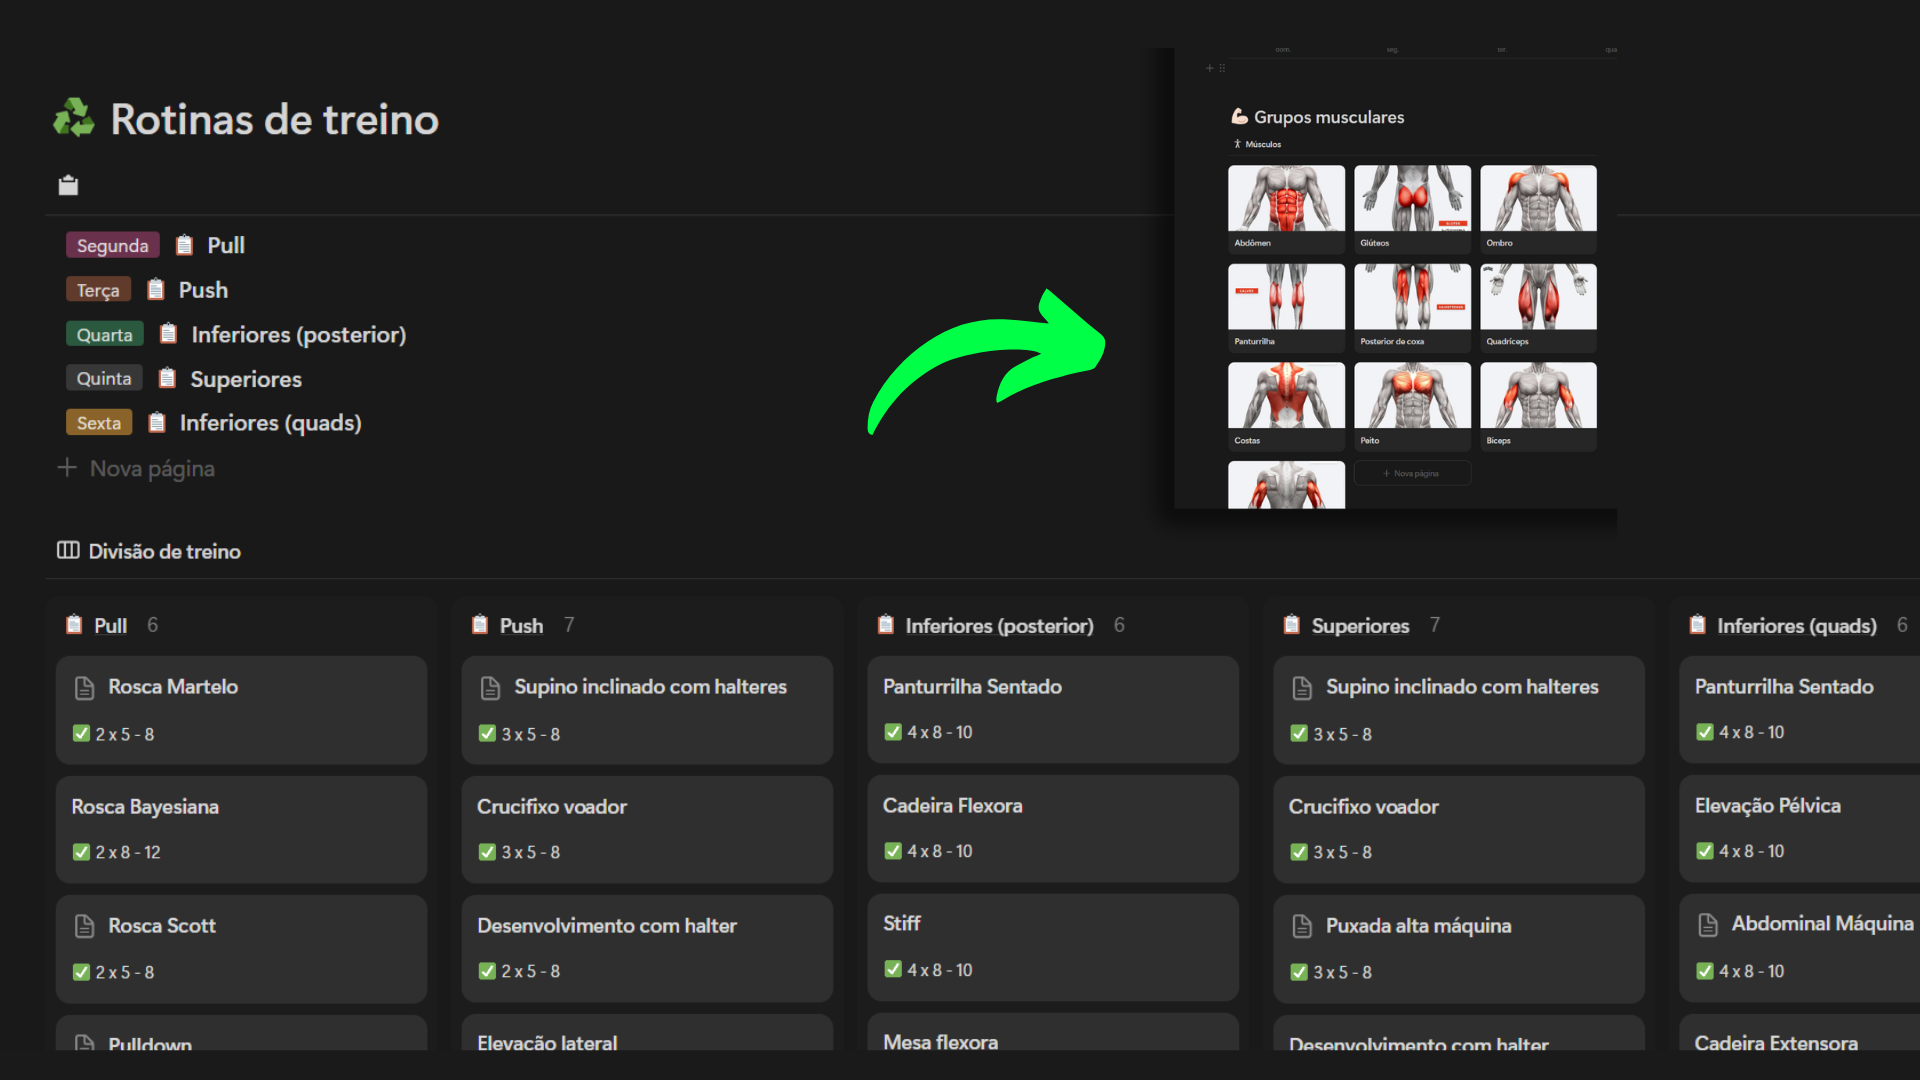 Rotinas de treino
Segunda Pull
Terça Push
Quarta Inferiores (posterior)
Quinta Superiores
Sexta Inferiores (quads)
Nova página
dom. seg. ter. qua
Grupos musculares
Músculos
Abdômen Glúteos Ombro
Panturrilha Posterior de coxa Quadríceps
Costas Peito Bíceps
Nova página
Divisão de treino
Pull 6
Rosca Martelo
2 x 5 - 8
Rosca Bayesiana
2 x 8 - 12
Rosca Scott
2 x 5 - 8
Pulldown
Push 7
Supino inclinado com halteres
3 x 5 - 8
Crucifixo voador
3 x 5 - 8
Desenvolvimento com halter
2 x 5 - 8
Elevação lateral
Inferiores (posterior) 6
Panturrilha Sentado
4 x 8 - 10
Cadeira Flexora
4 x 8 - 10
Stiff
4 x 8 - 10
Mesa flexora
Superiores 7
Supino inclinado com halteres
3 x 5 - 8
Crucifixo voador
3 x 5 - 8
Puxada alta máquina
3 x 5 - 8
Desenvolvimento com halter
Inferiores (quads) 6
Panturrilha Sentado
4 x 8 - 10
Elevação Pélvica
4 x 8 - 10
Abdominal Máquina
4 x 8 - 10
Cadeira Extensora